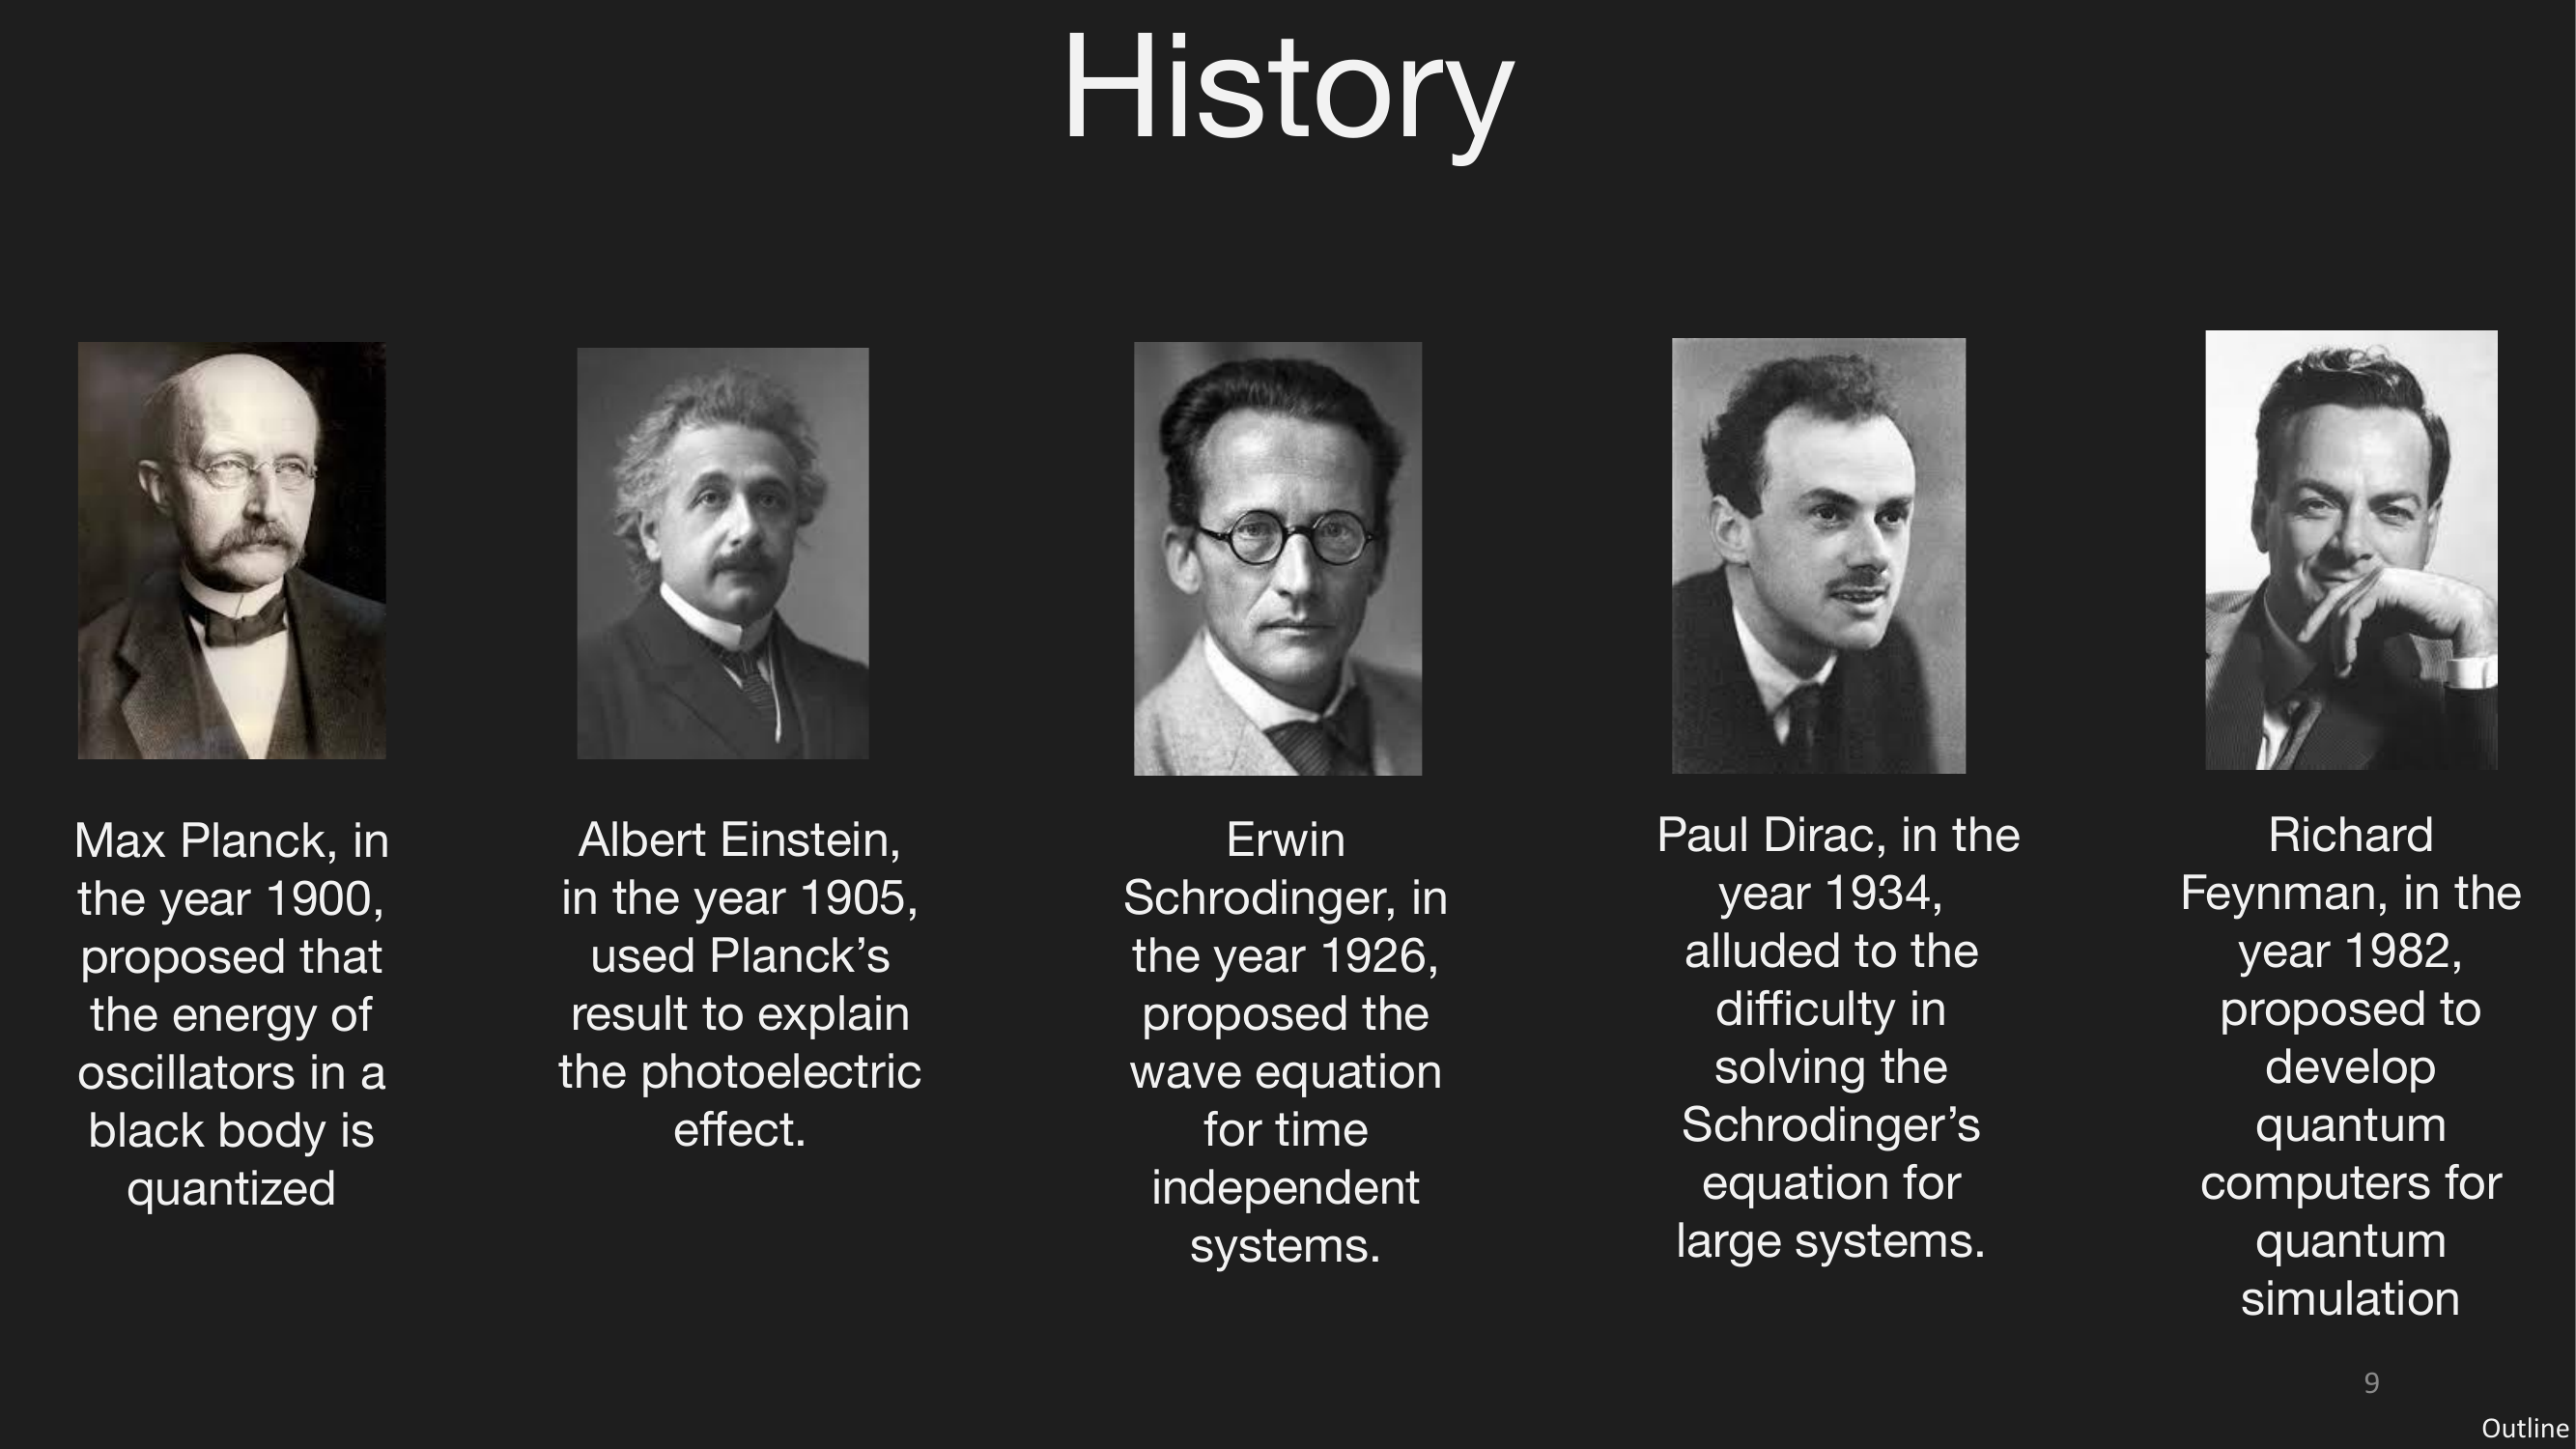 History
Max Planck, in
the year 1900,
proposed that
the energy of
oscillators in a
black body is
quantized
Albert Einstein,
in the year 1905,
used Planck’s
result to explain
the photoelectric
effect.
Erwin
Schrodinger, in
the year 1926,
proposed the
wave equation
for time
independent
systems.
Paul Dirac, in the
year 1934,
alluded to the
difficulty in
solving the
Schrodinger’s
equation for
large systems.
Richard
Feynman, in the
year 1982,
proposed to
develop
quantum
computers for
quantum
simulation
9
Outline